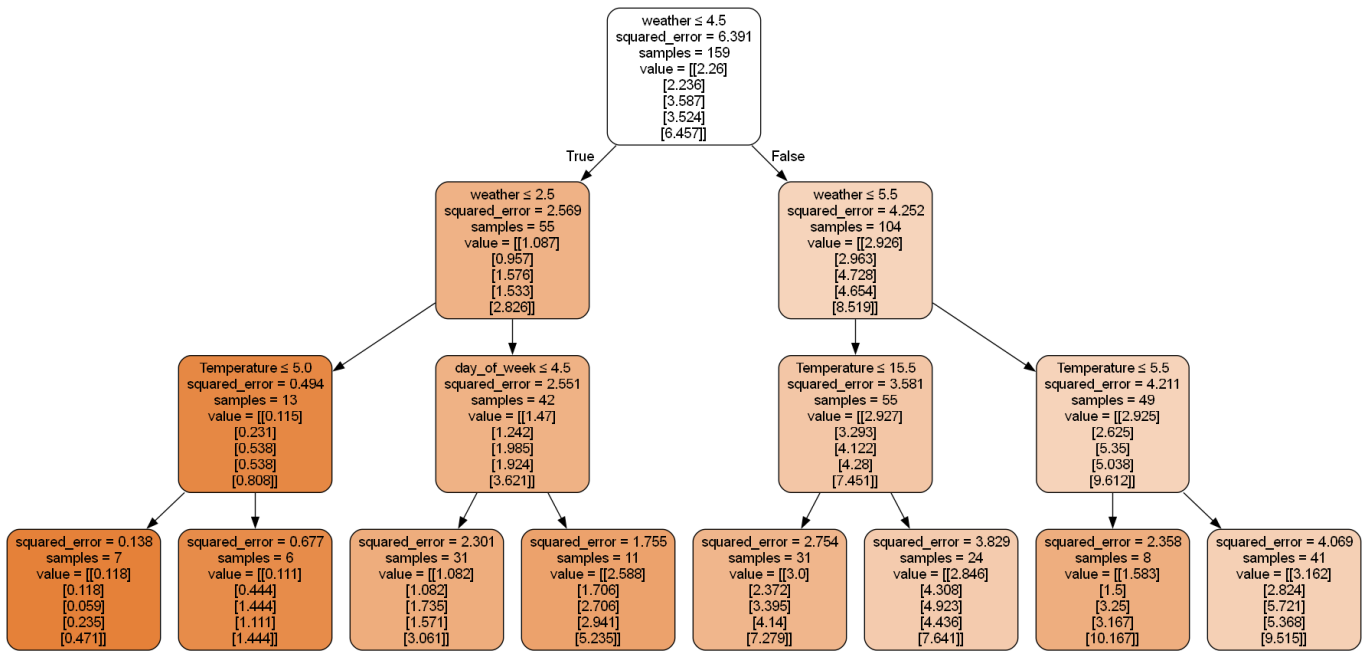 weather ≤ 4.5
squared_error = 6.391
samples = 159
value = [[2.26]
[2.236]
[3.587]
[3.524]
[6.457]]
True
False
weather ≤ 2.5
squared_error = 2.569
samples = 55
value = [[1.087]
[0.957]
[1.576]
[1.533]
[2.826]]
weather ≤ 5.5
squared_error = 4.252
samples = 104
value = [[2.926]
[2.963]
[4.728]
[4.654]
[8.519]]
Temperature ≤ 5.0
squared_error = 0.494
samples = 13
value = [[0.115]
[0.231]
[0.538]
[0.538]
[0.808]]
day_of_week ≤ 4.5
squared_error = 2.551
samples = 42
value = [[1.47]
[1.242]
[1.985]
[1.924]
[3.621]]
Temperature ≤ 15.5
squared_error = 3.581
samples = 55
value = [[2.927]
[3.293]
[4.122]
[4.28]
[7.451]]
Temperature ≤ 5.5
squared_error = 4.211
samples = 49
value = [[2.925]
[2.625]
[5.35]
[5.038]
[9.612]]
squared_error = 0.138
samples = 7
value = [[0.118]
[0.118]
[0.059]
[0.235]
[0.471]]
squared_error = 0.677
samples = 6
value = [[0.111]
[0.444]
[1.444]
[1.111]
[1.444]]
squared_error = 2.301
samples = 31
value = [[1.082]
[1.082]
[1.735]
[1.571]
[3.061]]
squared_error = 1.755
samples = 11
value = [[2.588]
[1.706]
[2.706]
[2.941]
[5.235]]
squared_error = 2.754
samples = 31
value = [[3.0]
[2.372]
[3.395]
[4.14]
[7.279]]
squared_error = 3.829
samples = 24
value = [[2.846]
[4.308]
[4.923]
[4.436]
[7.641]]
squared_error = 2.358
samples = 8
value = [[1.583]
[1.5]
[3.25]
[3.167]
[10.167]]
squared_error = 4.069
samples = 41
value = [[3.162]
[2.824]
[5.721]
[5.368]
[9.515]]